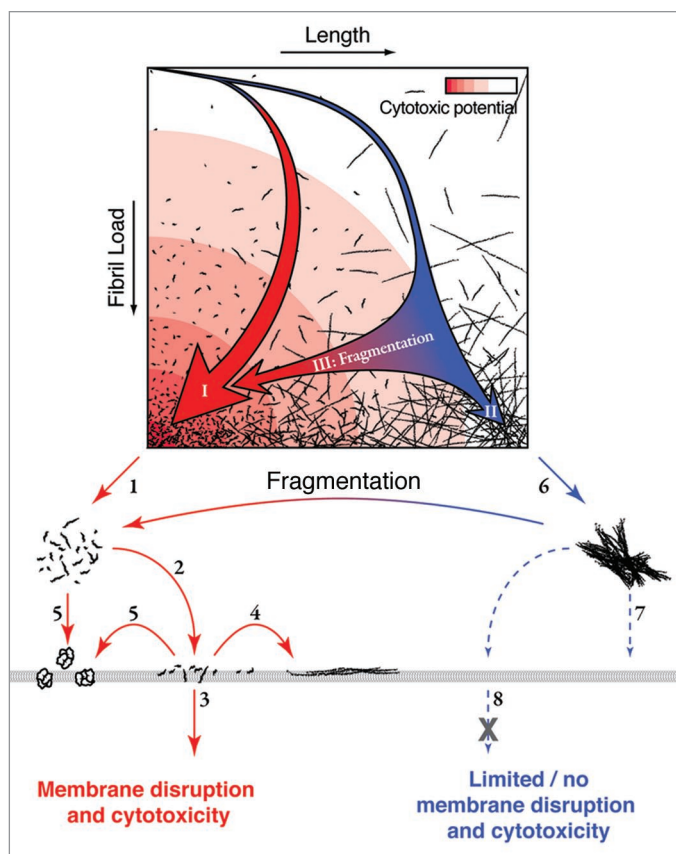 Length
Cytotoxic potential
Fibril Load
I
III: Fragmentation
II
1
Fragmentation
6
2
5
5
4
7
3
8
X
Membrane disruption
and cytotoxicity
Limited / no
membrane disruption
and cytotoxicity